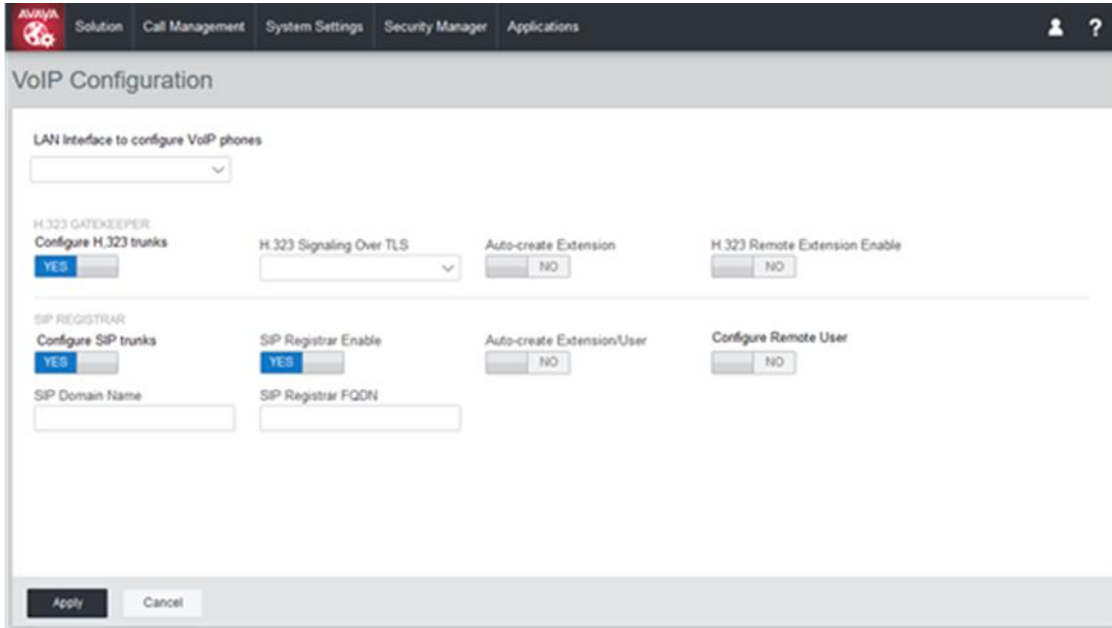 AVAYA
Solution Call Management System Settings Security Manager Applications ?
VoIP Configuration
LAN Interface to configure VoIP phones
H.323 GATEKEEPER
Configure H.323 trunks H.323 Signaling Over TLS Auto-create Extension H.323 Remote Extension Enable
YES NO NO
SIP REGISTRAR
Configure SIP trunks SIP Registrar Enable Auto-create Extension/User Configure Remote User
YES YES NO NO
SIP Domain Name SIP Registrar FQDN
Apply Cancel